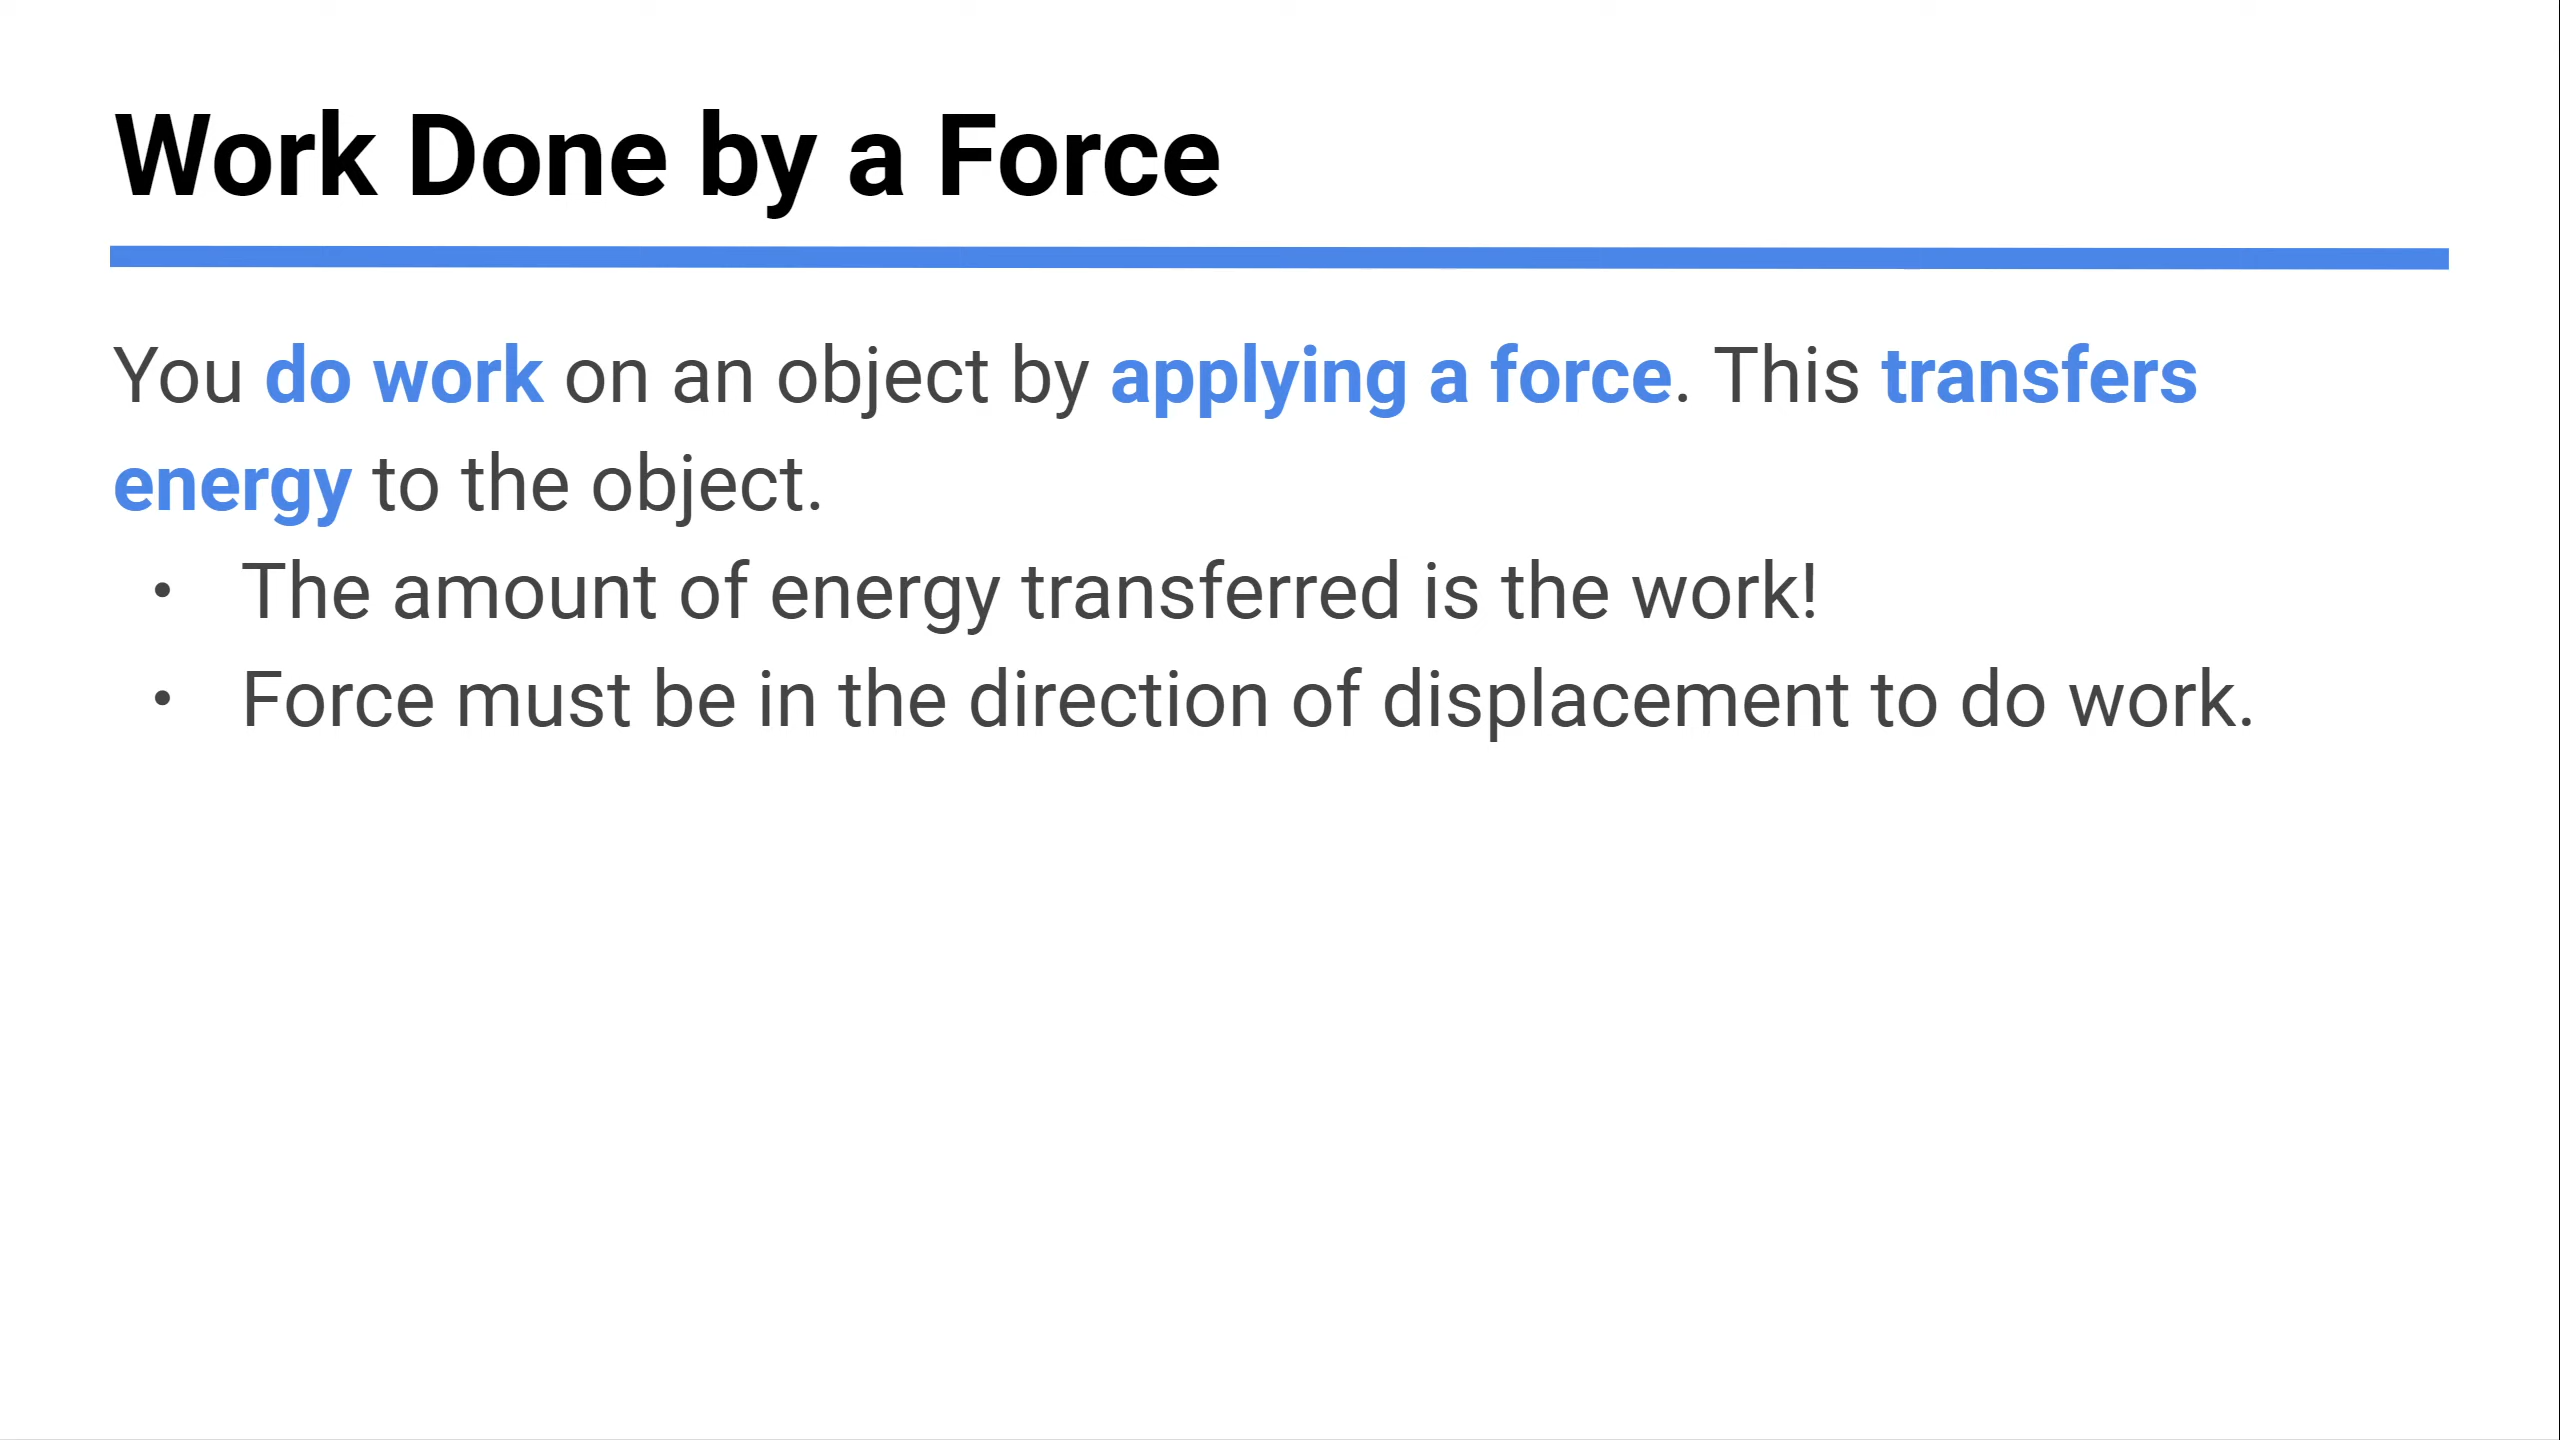 Work Done by a Force
You do work on an object by applying a force. This transfers
energy to the object.
• The amount of energy transferred is the work!
• Force must be in the direction of displacement to do work.